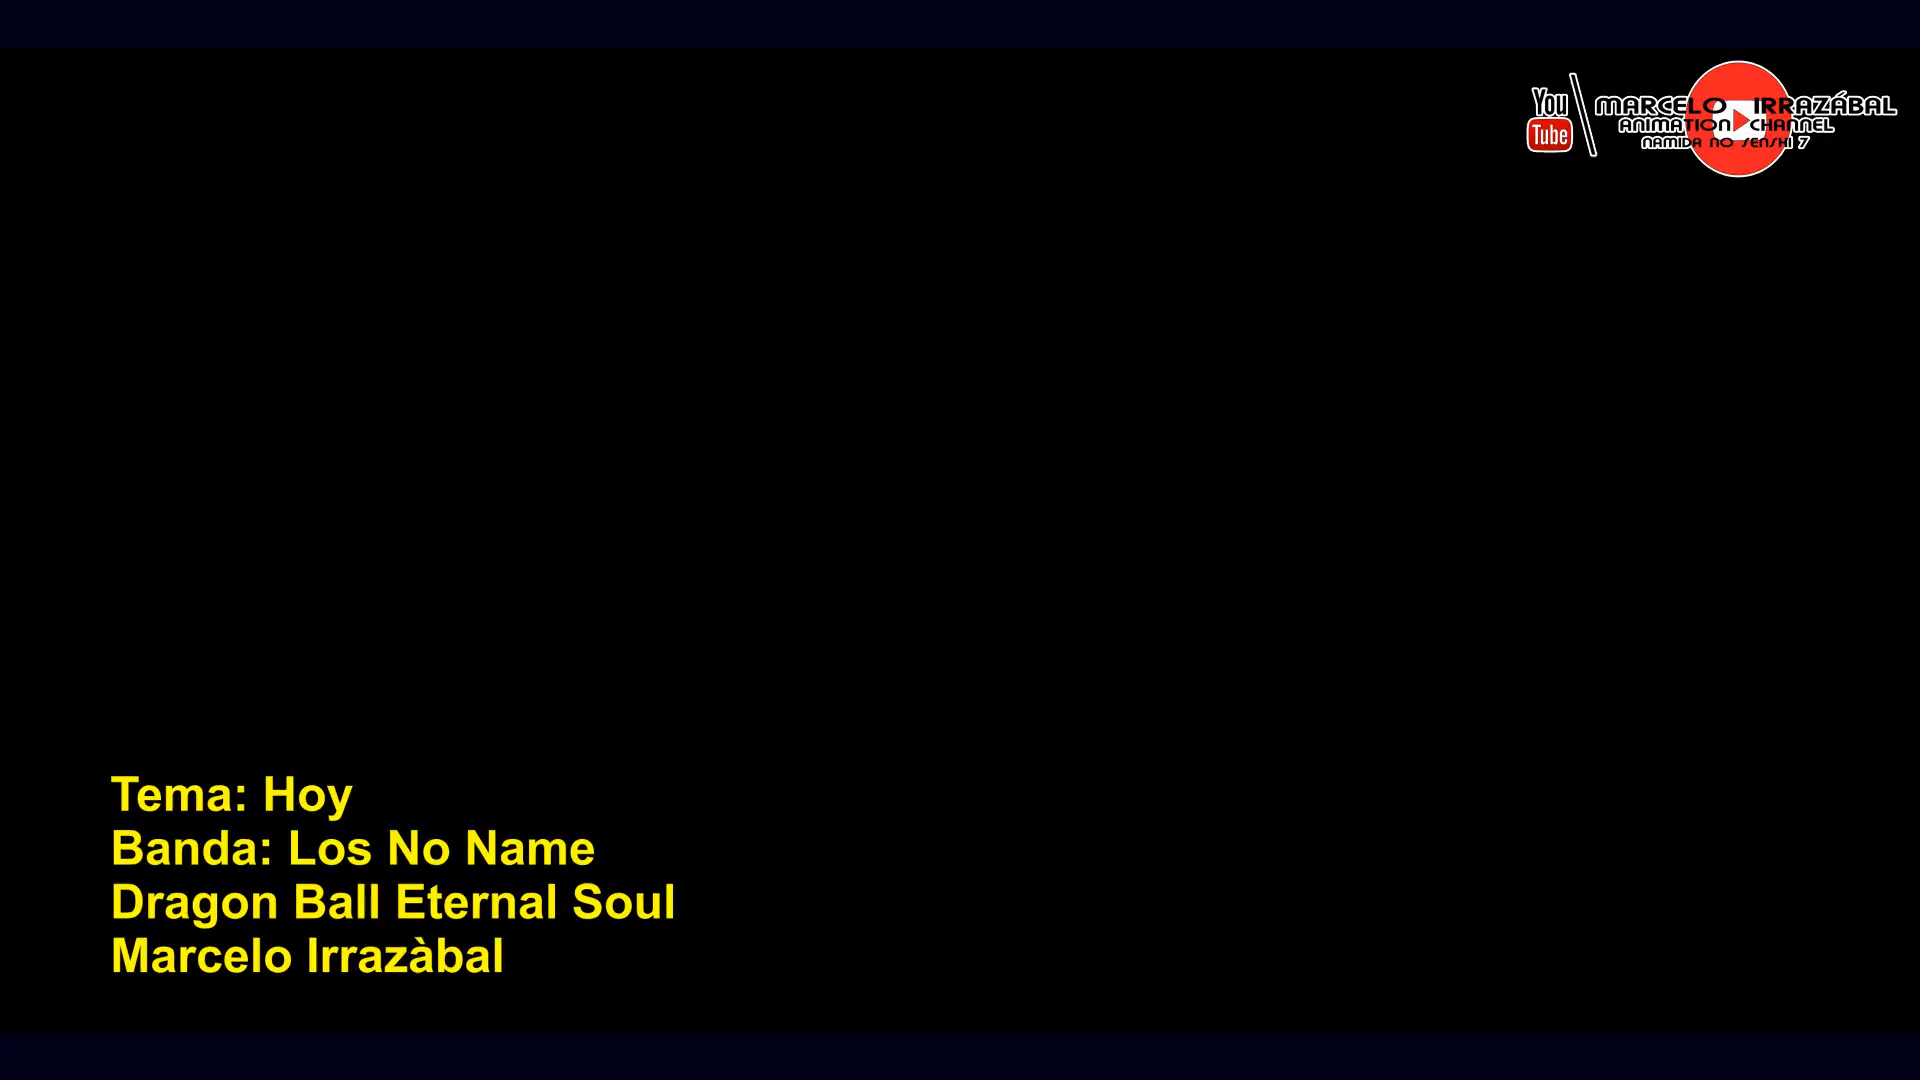 You
Tube
MARCELO IRRAZÁBAL
ANIMATION CHANNEL
NAMIDA NO SENSHI 7
Tema: Hoy
Banda: Los No Name
Dragon Ball Eternal Soul
Marcelo Irrazàbal